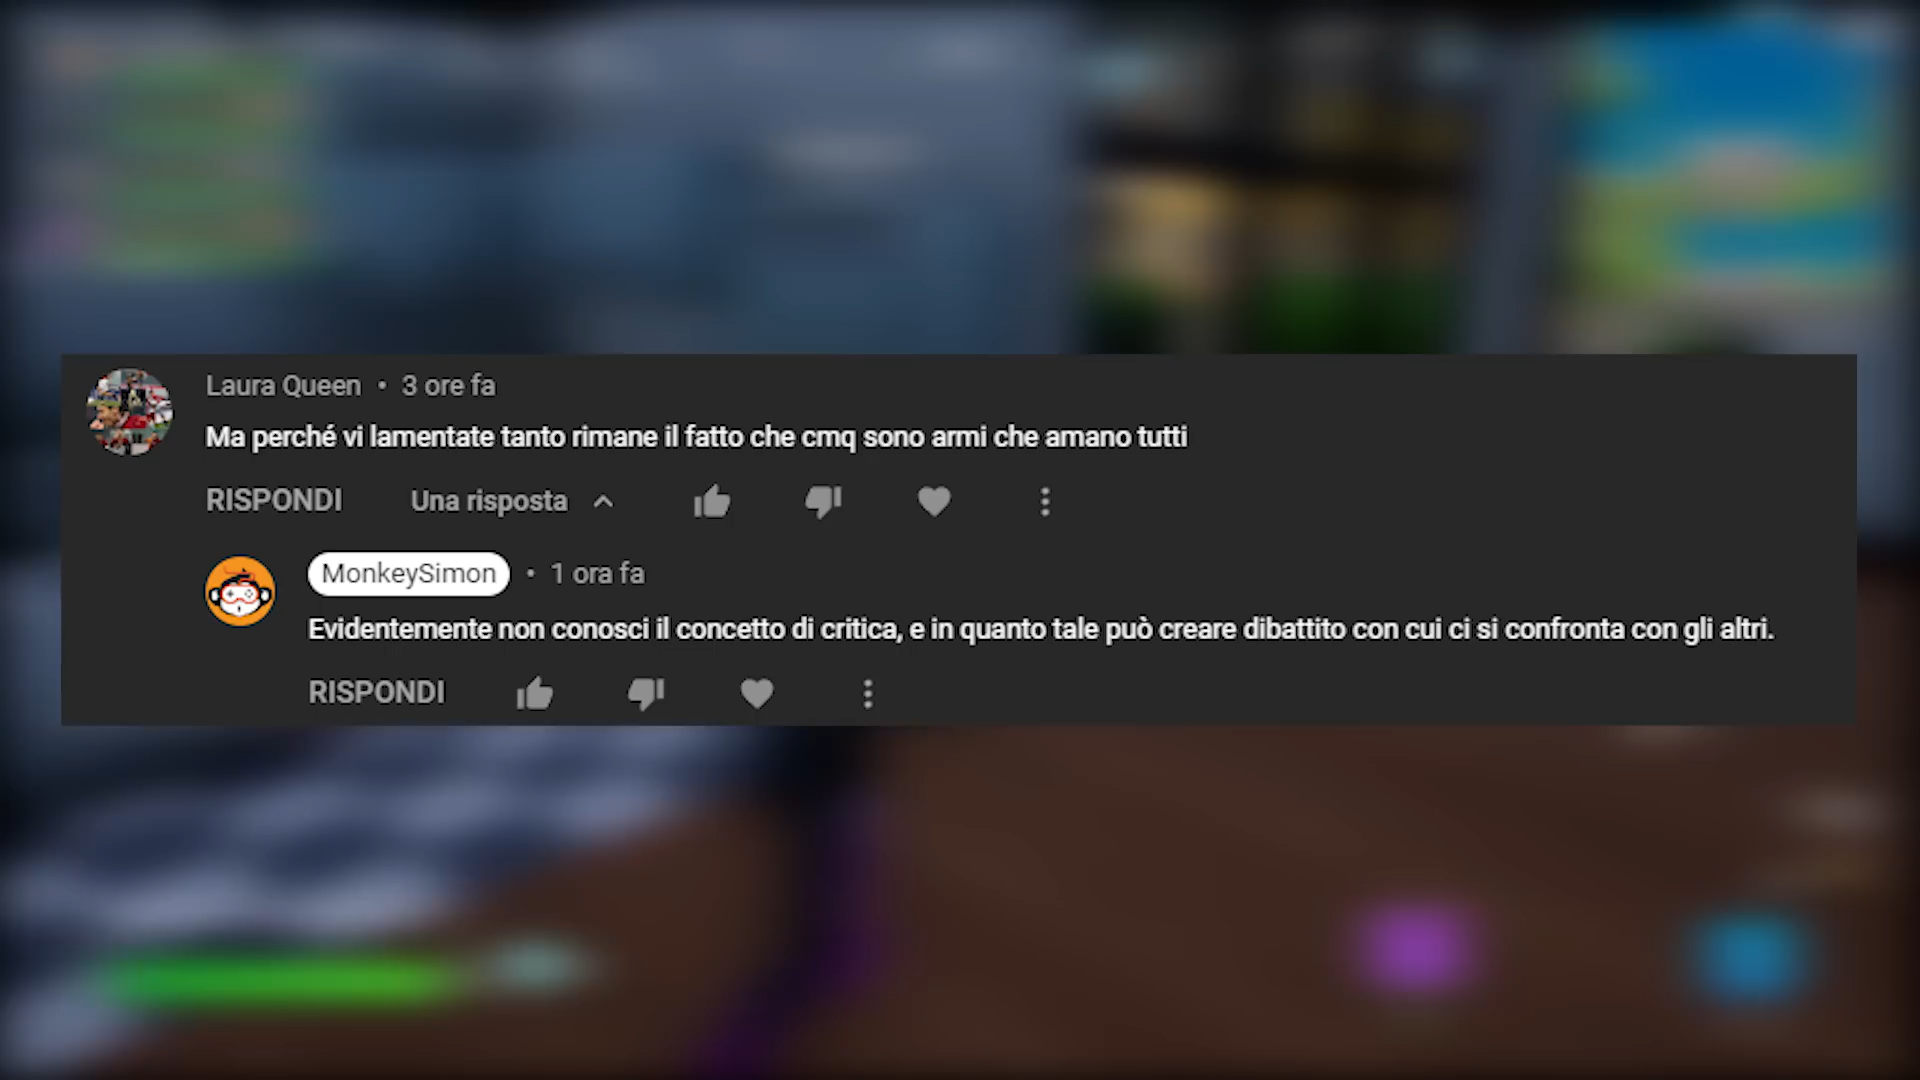 Laura Queen • 3 ore fa
Ma perché vi lamentate tanto rimane il fatto che cmq sono armi che amano tutti
RISPONDI Una risposta
MonkeySimon • 1 ora fa
Evidentemente non conosci il concetto di critica, e in quanto tale può creare dibattito con cui ci si confronta con gli altri.
RISPONDI